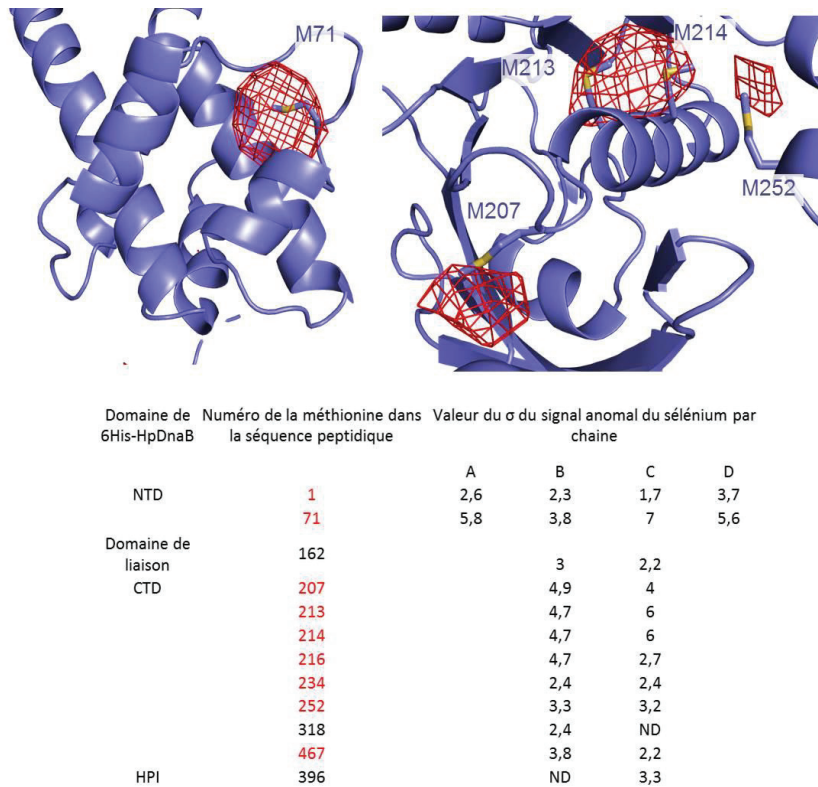 M71
M214
M213
M207
M252
Domaine de Numéro de la méthionine dans Valeur du σ du signal anomal du sélénium par
6His-HpDnaB la séquence peptidique chaine
A B C D
NTD 1 2,6 2,3 1,7 3,7
71 5,8 3,8 7 5,6
Domaine de
liaison 162 3 2,2
CTD 207 4,9 4
213 4,7 6
214 4,7 6
216 4,7 2,7
234 2,4 2,4
252 3,3 3,2
318 2,4 ND
467 3,8 2,2
HPI 396 ND 3,3